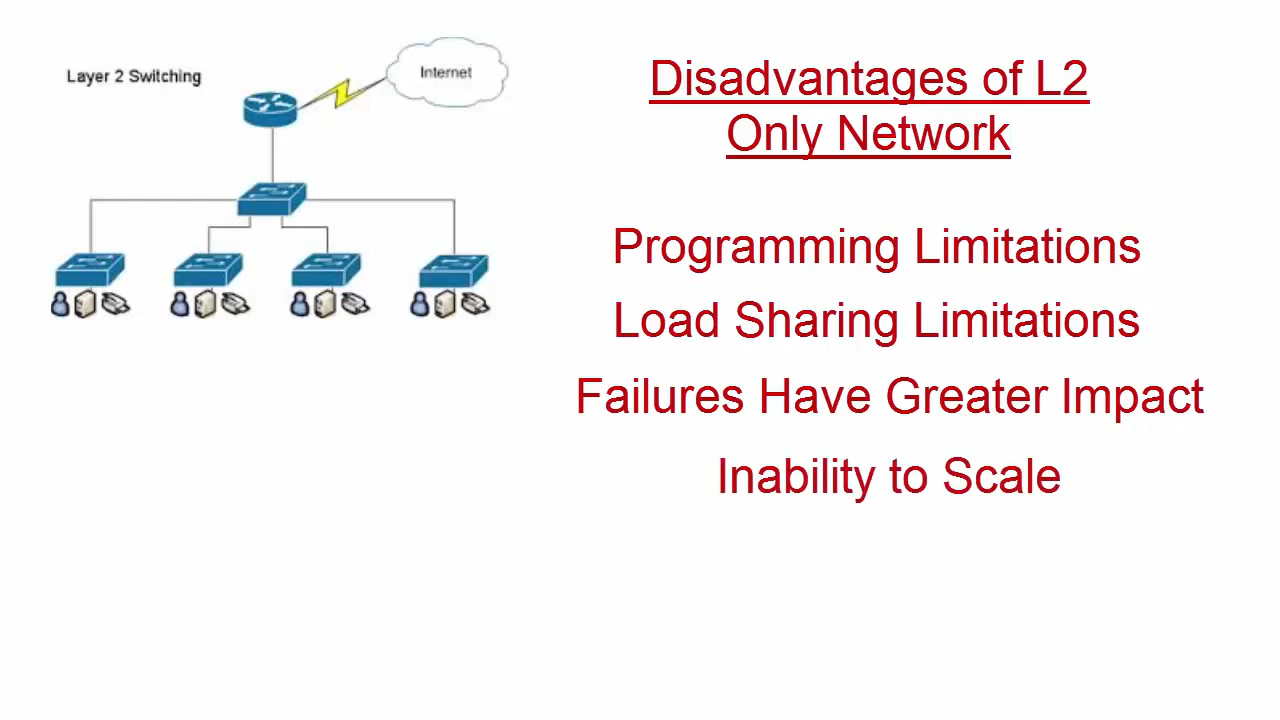 Layer 2 Switching
Internet
Disadvantages of L2
Only Network
Programming Limitations
Load Sharing Limitations
Failures Have Greater Impact
Inability to Scale